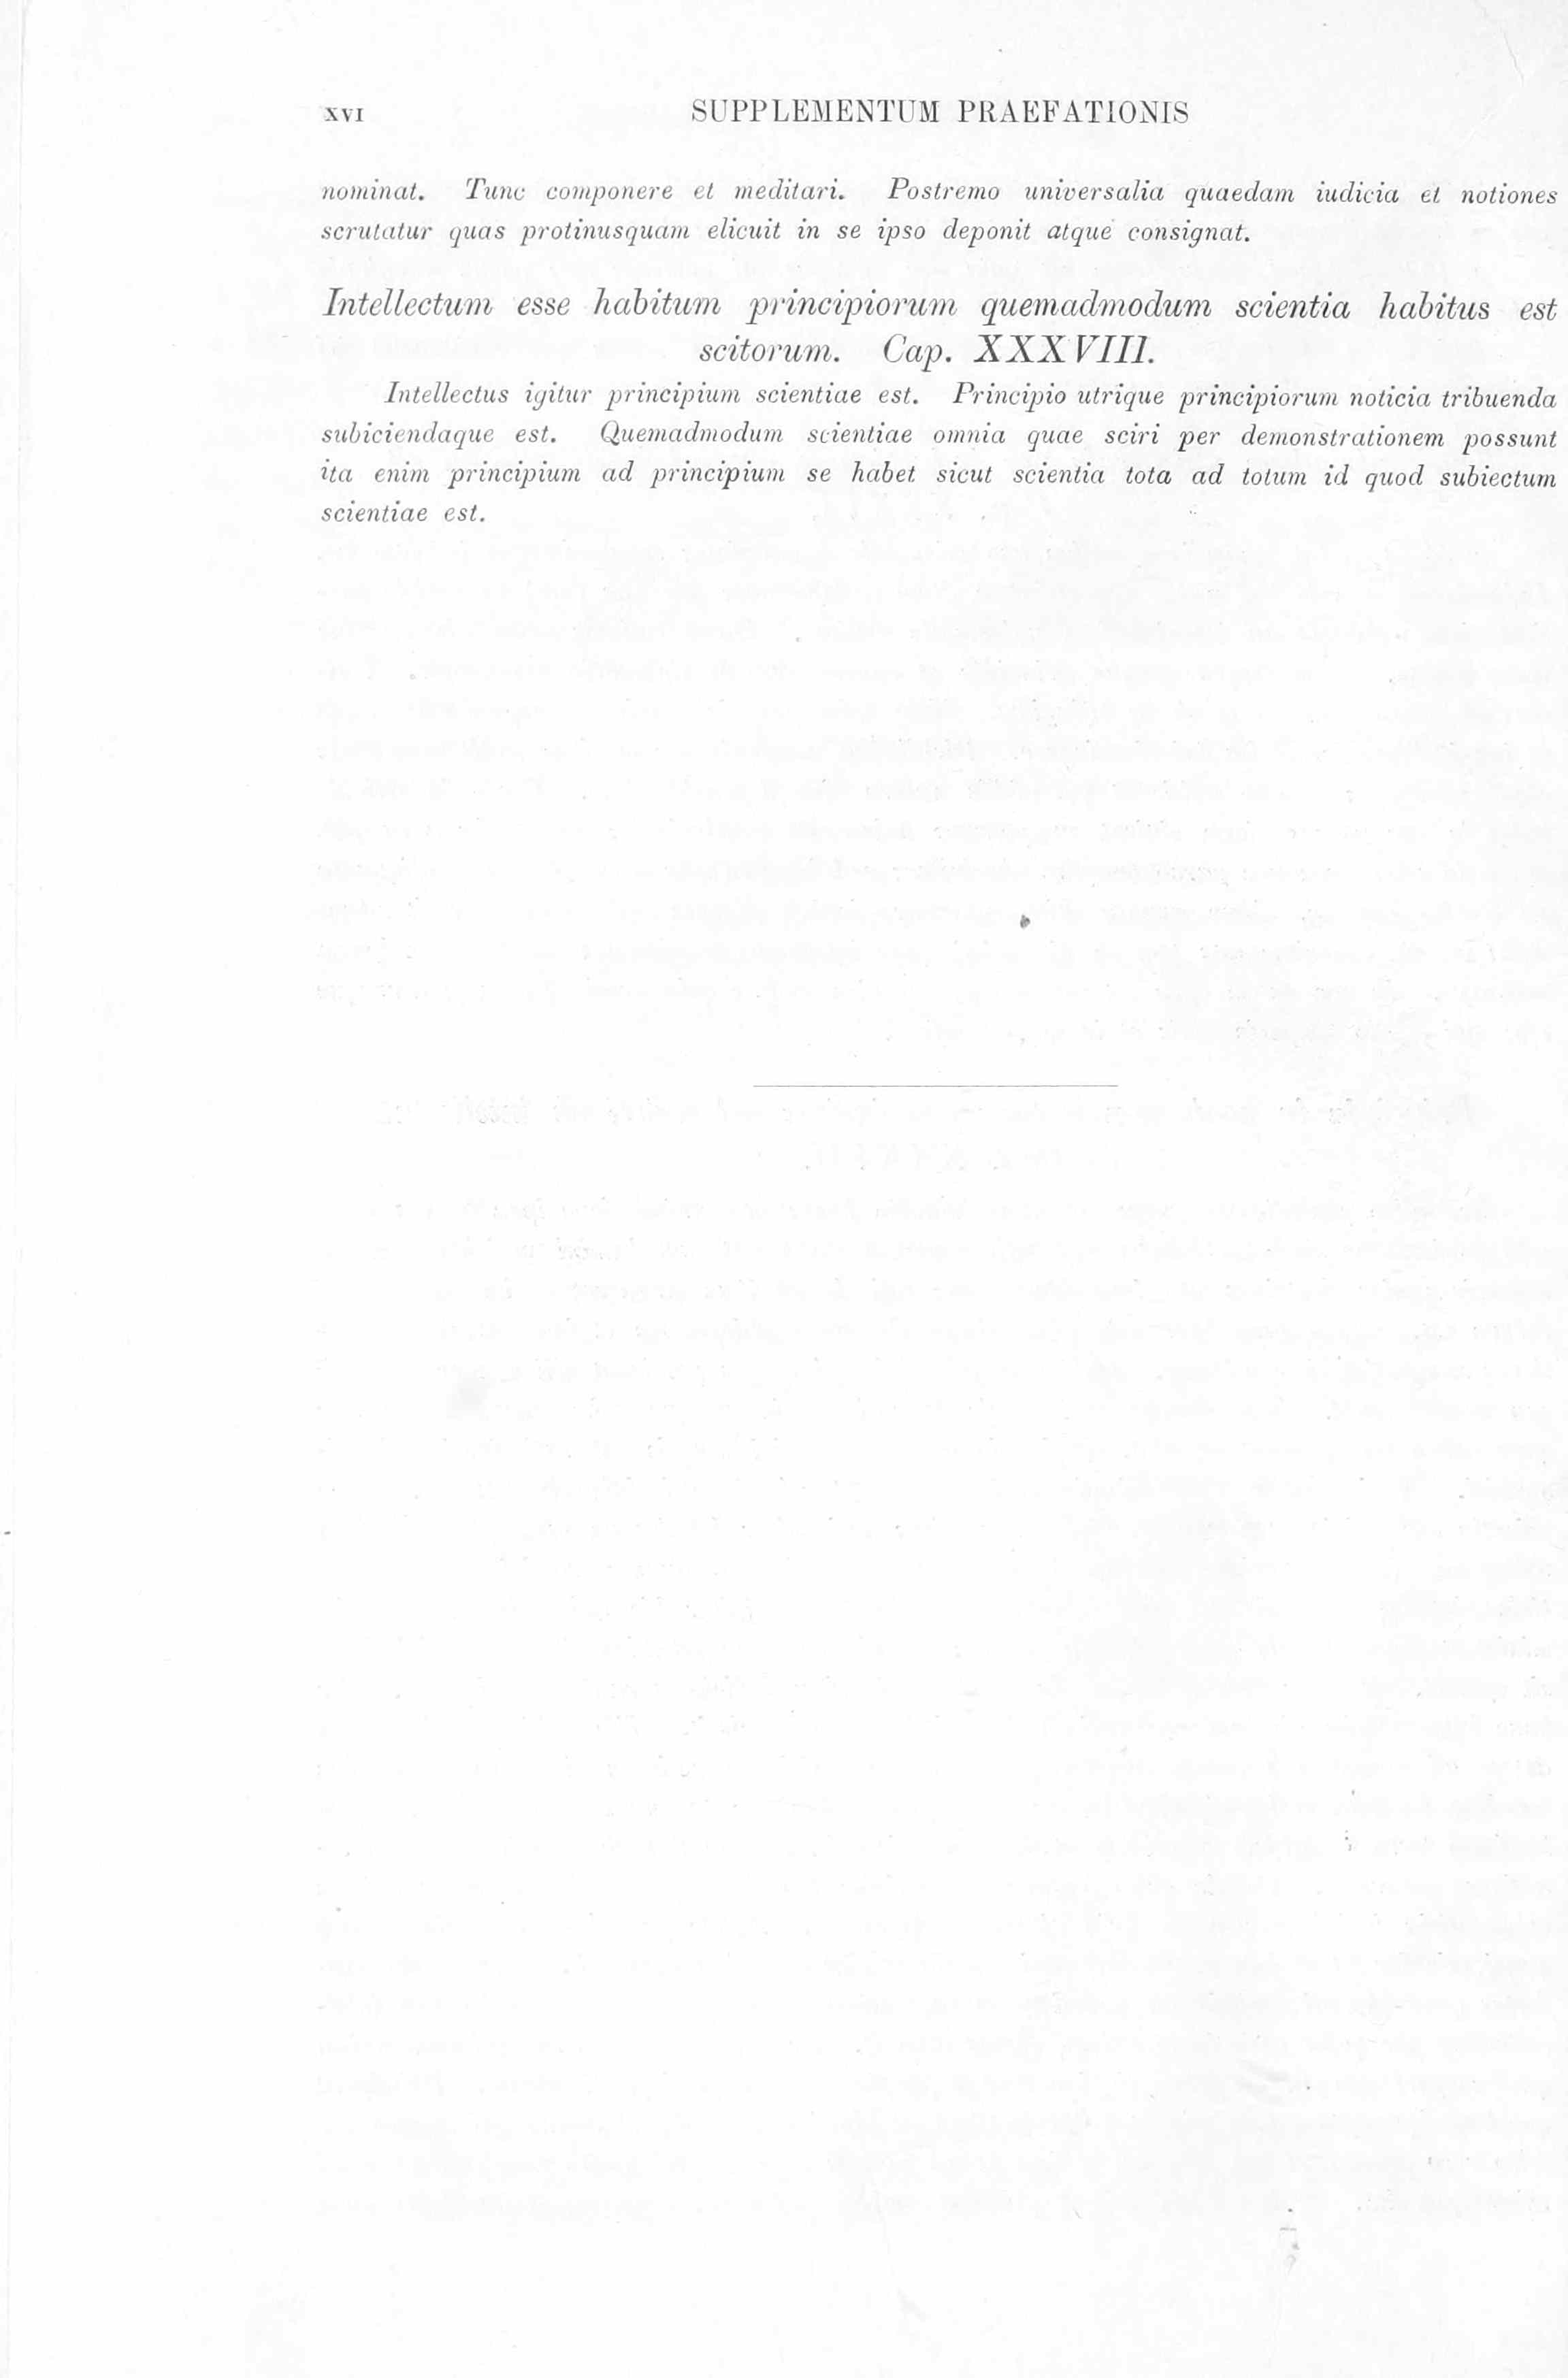 XVI SUPPLEMENTUM PRAEFATIONIS
nominat. Tunc componere et meditari. Postremo universalia quaedam iudicia et notiones
scrutatur quas protinusquam elicuit in se ipso deponit atque consignat.
Intellectum esse habitum principiorum quemadmodum scientia habitus est
scitorum. Cap. XXXVIII.
Intellectus igitur principium scientiae est. Principio utrique principiorum noticia tribuenda
subiciendaque est. Quemadmodum scientiae omnia quae sciri per demonstrationem possunt
ita enim principium ad principium se habet sicut scientia tota ad totum id quod subiectum
scientiae est.